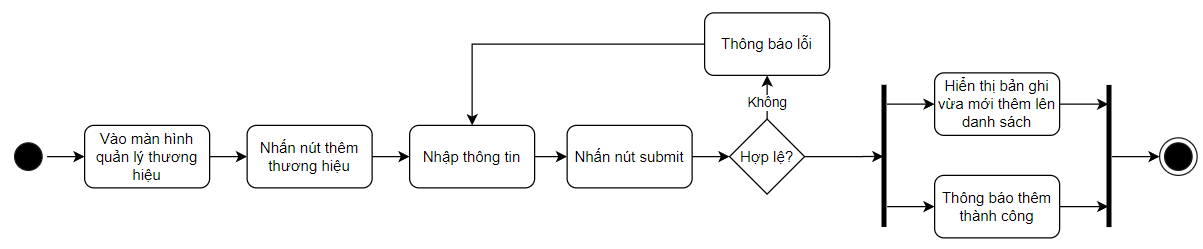 Vào màn hình
quản lý thương
hiệu
Nhấn nút thêm
thương hiệu
Nhập thông tin
Nhấn nút submit
Hợp lệ?
Không
Thông báo lỗi
Hiển thị bản ghi
vừa mới thêm lên
danh sách
Thông báo thêm
thành công